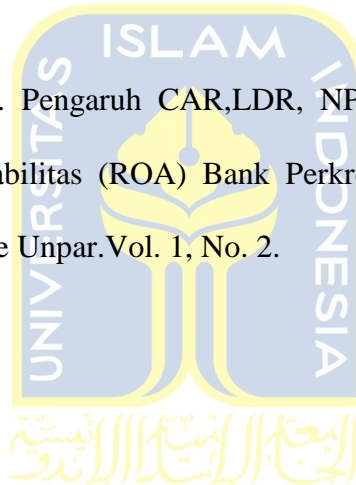 ISLAM
UNIVERSITAS
INDONESIA
. Pengaruh CAR,LDR, NP
abilitas (ROA) Bank Perkr
e Unpar.Vol. 1, No. 2.